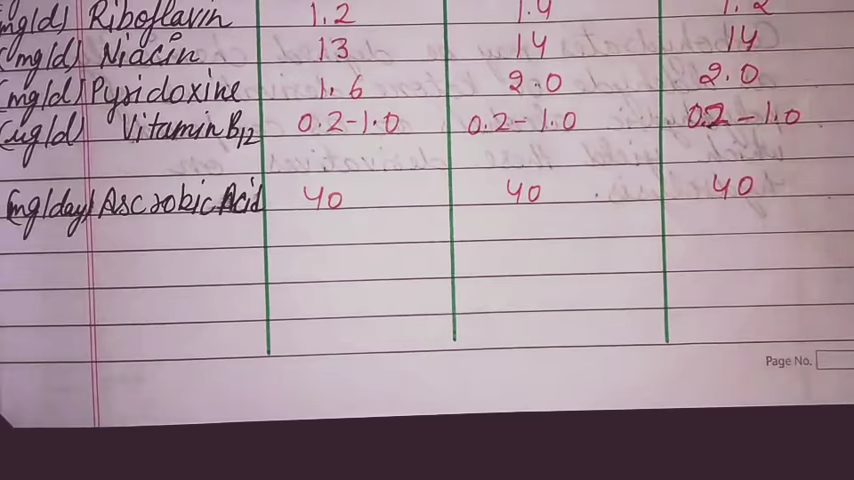 mg/d) Riboflavin 1.2 1.4 1.2
(mg/d) Niacin 13 14 14
(mg/d) Pyridoxine 1.6 2.0 2.0
(ug/d) Vitamin B12 0.2-1.0 0.2-1.0 0.2-1.0
(mg/day) Ascrobic Acid 40 40 40
Page No.